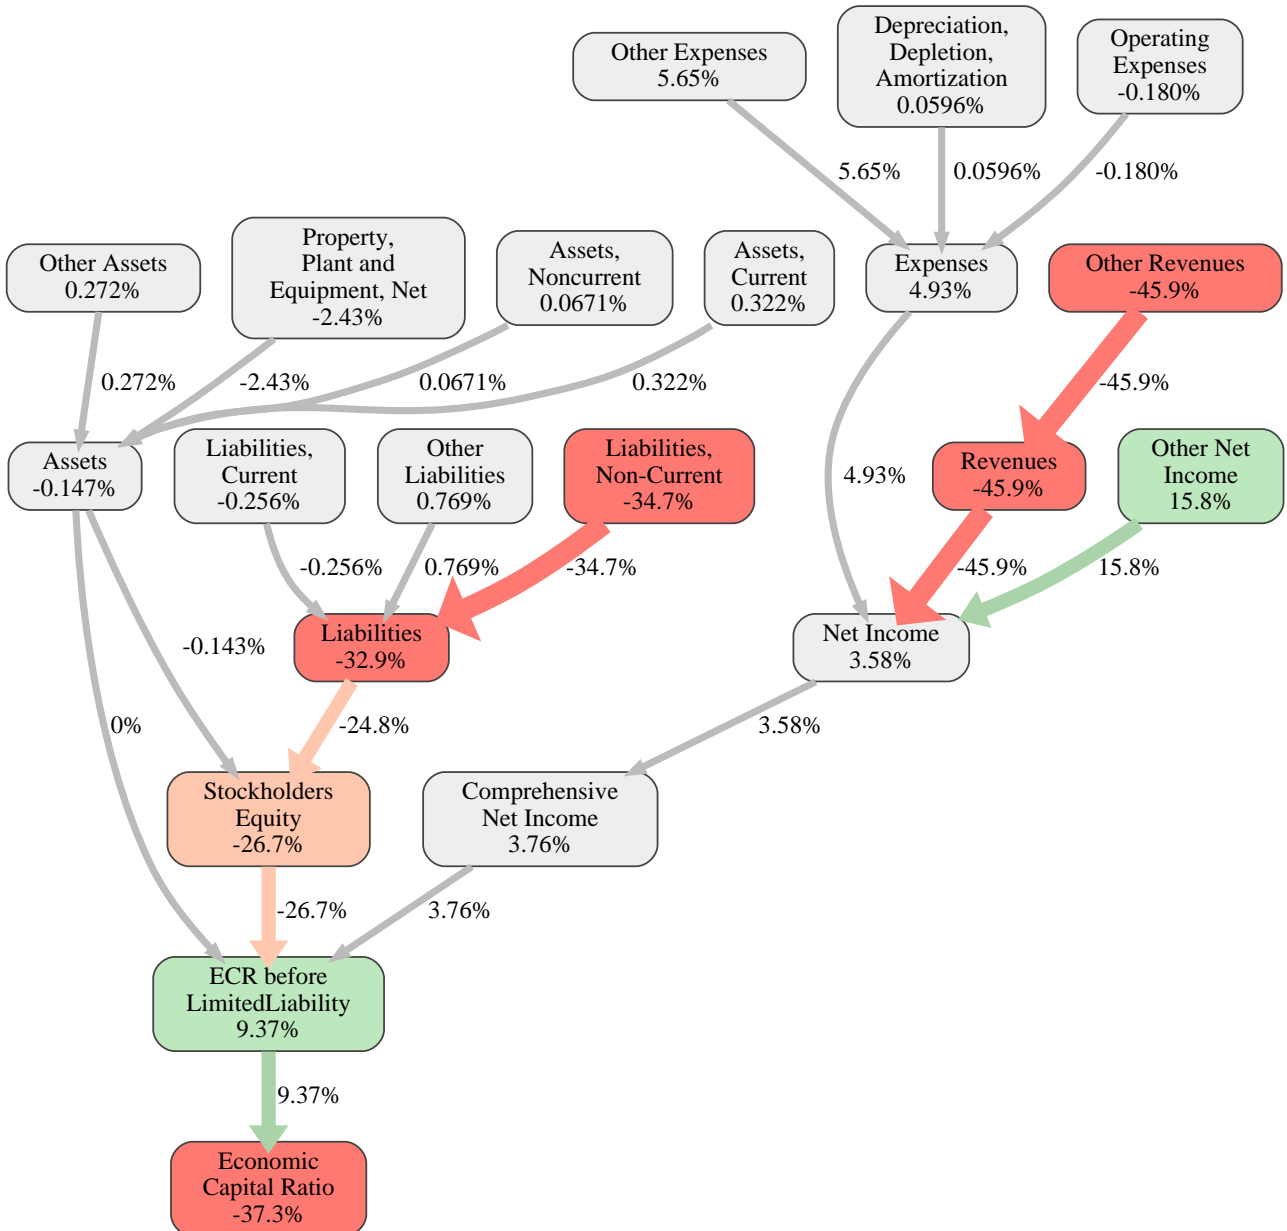 Other Expenses
5.65%
Depreciation,
Depletion,
Amortization
0.0596%
Operating
Expenses
-0.180%
5.65%
0.0596%
-0.180%
Other Assets
0.272%
Property,
Plant and
Equipment, Net
-2.43%
Assets,
Noncurrent
0.0671%
Assets,
Current
0.322%
Expenses
4.93%
Other Revenues
-45.9%
0.272%
-2.43%
0.0671%
0.322%
-45.9%
Assets
-0.147%
Liabilities,
Current
-0.256%
Other
Liabilities
0.769%
Liabilities,
Non-Current
-34.7%
4.93%
Revenues
-45.9%
Other Net
Income
15.8%
-0.256%
0.769%
-34.7%
-45.9%
15.8%
-0.143%
Liabilities
-32.9%
Net Income
3.58%
0%
-24.8%
3.58%
Stockholders
Equity
-26.7%
Comprehensive
Net Income
3.76%
-26.7%
3.76%
ECR before
LimitedLiability
9.37%
9.37%
Economic
Capital Ratio
-37.3%